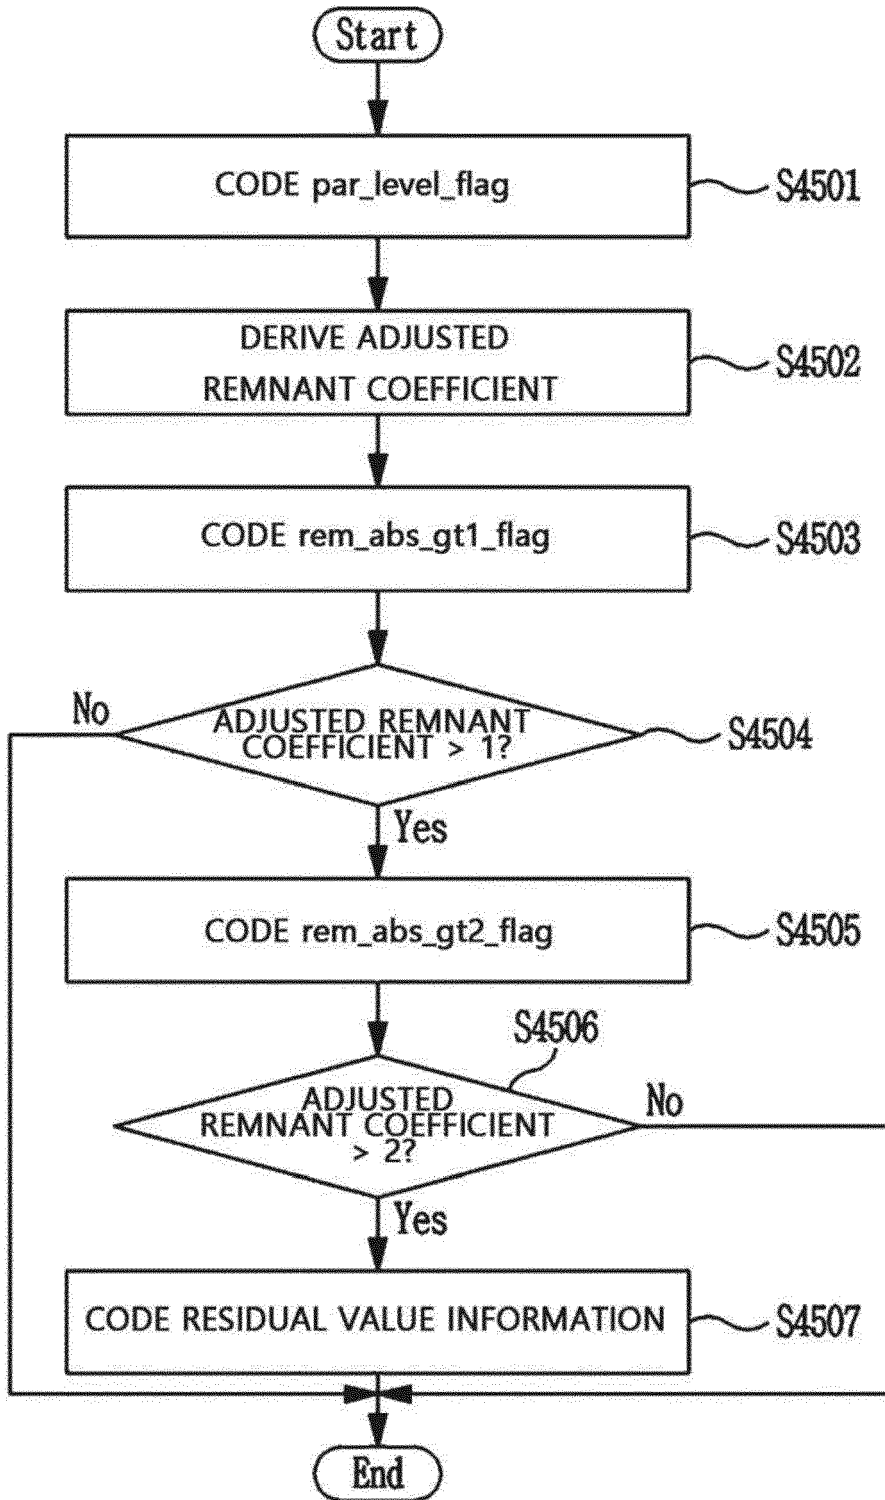 Start
CODE par_level_flag
S4501
DERIVE ADJUSTED
REMNANT COEFFICIENT
S4502
CODE rem_abs_gt1_flag
S4503
No
ADJUSTED REMNANT
COEFFICIENT > 1?
S4504
Yes
CODE rem_abs_gt2_flag
S4505
S4506
ADJUSTED
REMNANT COEFFICIENT
> 2?
No
Yes
CODE RESIDUAL VALUE INFORMATION
S4507
End